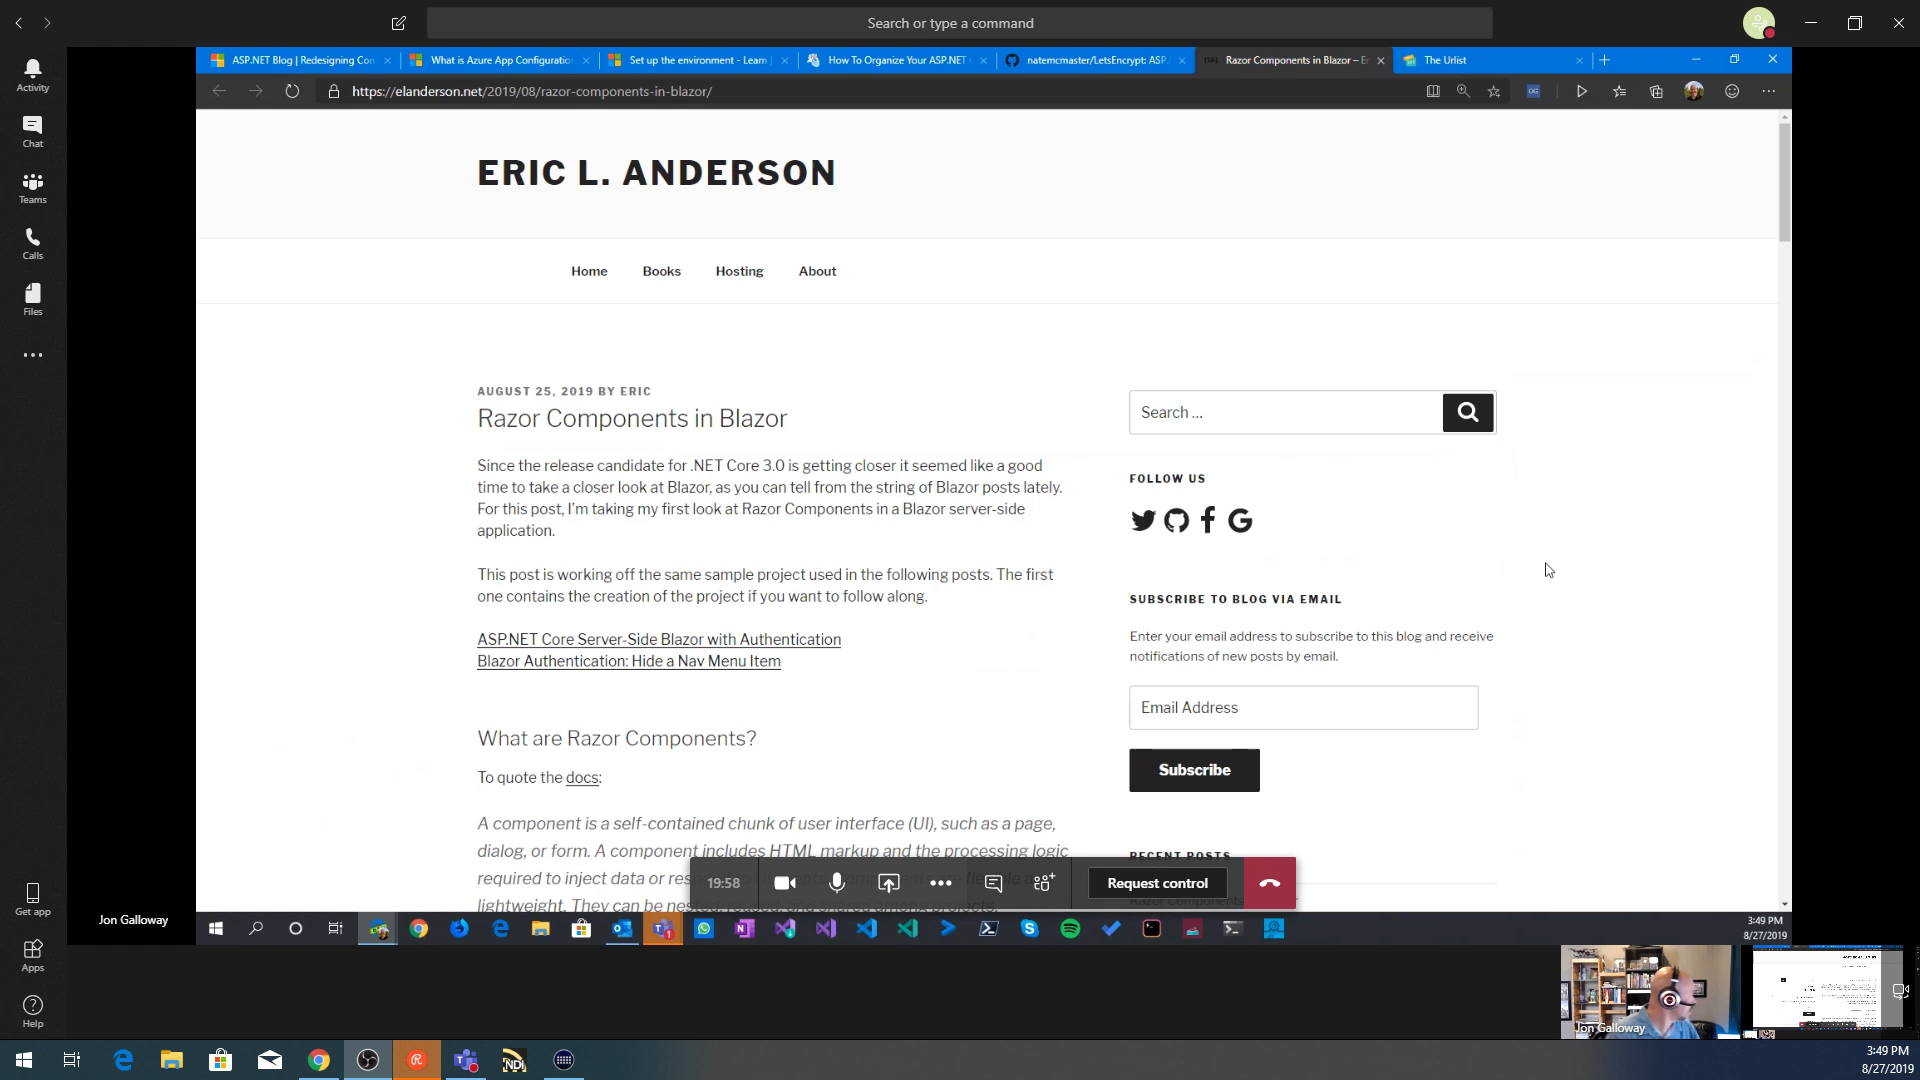 Search or type a command
Activity
Chat
Teams
Calls
Files
Get app
Apps
Help
ASP.NET Blog | Redesigning Con
What is Azure App Configuratio
Set up the environment - Learn |
How To Organize Your ASP.NET
natemcmaster/LetsEncrypt: ASP.
Razor Components in Blazor – Er
The Urlist
https://elanderson.net/2019/08/razor-components-in-blazor/
OG
ERIC L. ANDERSON
Home Books Hosting About
AUGUST 25, 2019 BY ERIC
Razor Components in Blazor
Since the release candidate for .NET Core 3.0 is getting closer it seemed like a good
time to take a closer look at Blazor, as you can tell from the string of Blazor posts lately.
For this post, I'm taking my first look at Razor Components in a Blazor server-side
application.
This post is working off the same sample project used in the following posts. The first
one contains the creation of the project if you want to follow along.
ASP.NET Core Server-Side Blazor with Authentication
Blazor Authentication: Hide a Nav Menu Item
What are Razor Components?
To quote the docs:
A component is a self-contained chunk of user interface (UI), such as a page,
dialog, or form. A component includes HTML markup and the processing logic
required to inject data or res
lightweight. They can be nested, reused, and shared among projects.
Search …
FOLLOW US
SUBSCRIBE TO BLOG VIA EMAIL
Enter your email address to subscribe to this blog and receive
notifications of new posts by email.
Email Address
Subscribe
RECENT POSTS
Razor Components
19:58
Request control
Jon Galloway
3:49 PM
8/27/2019
Jon Galloway
NDI
3:49 PM
8/27/2019